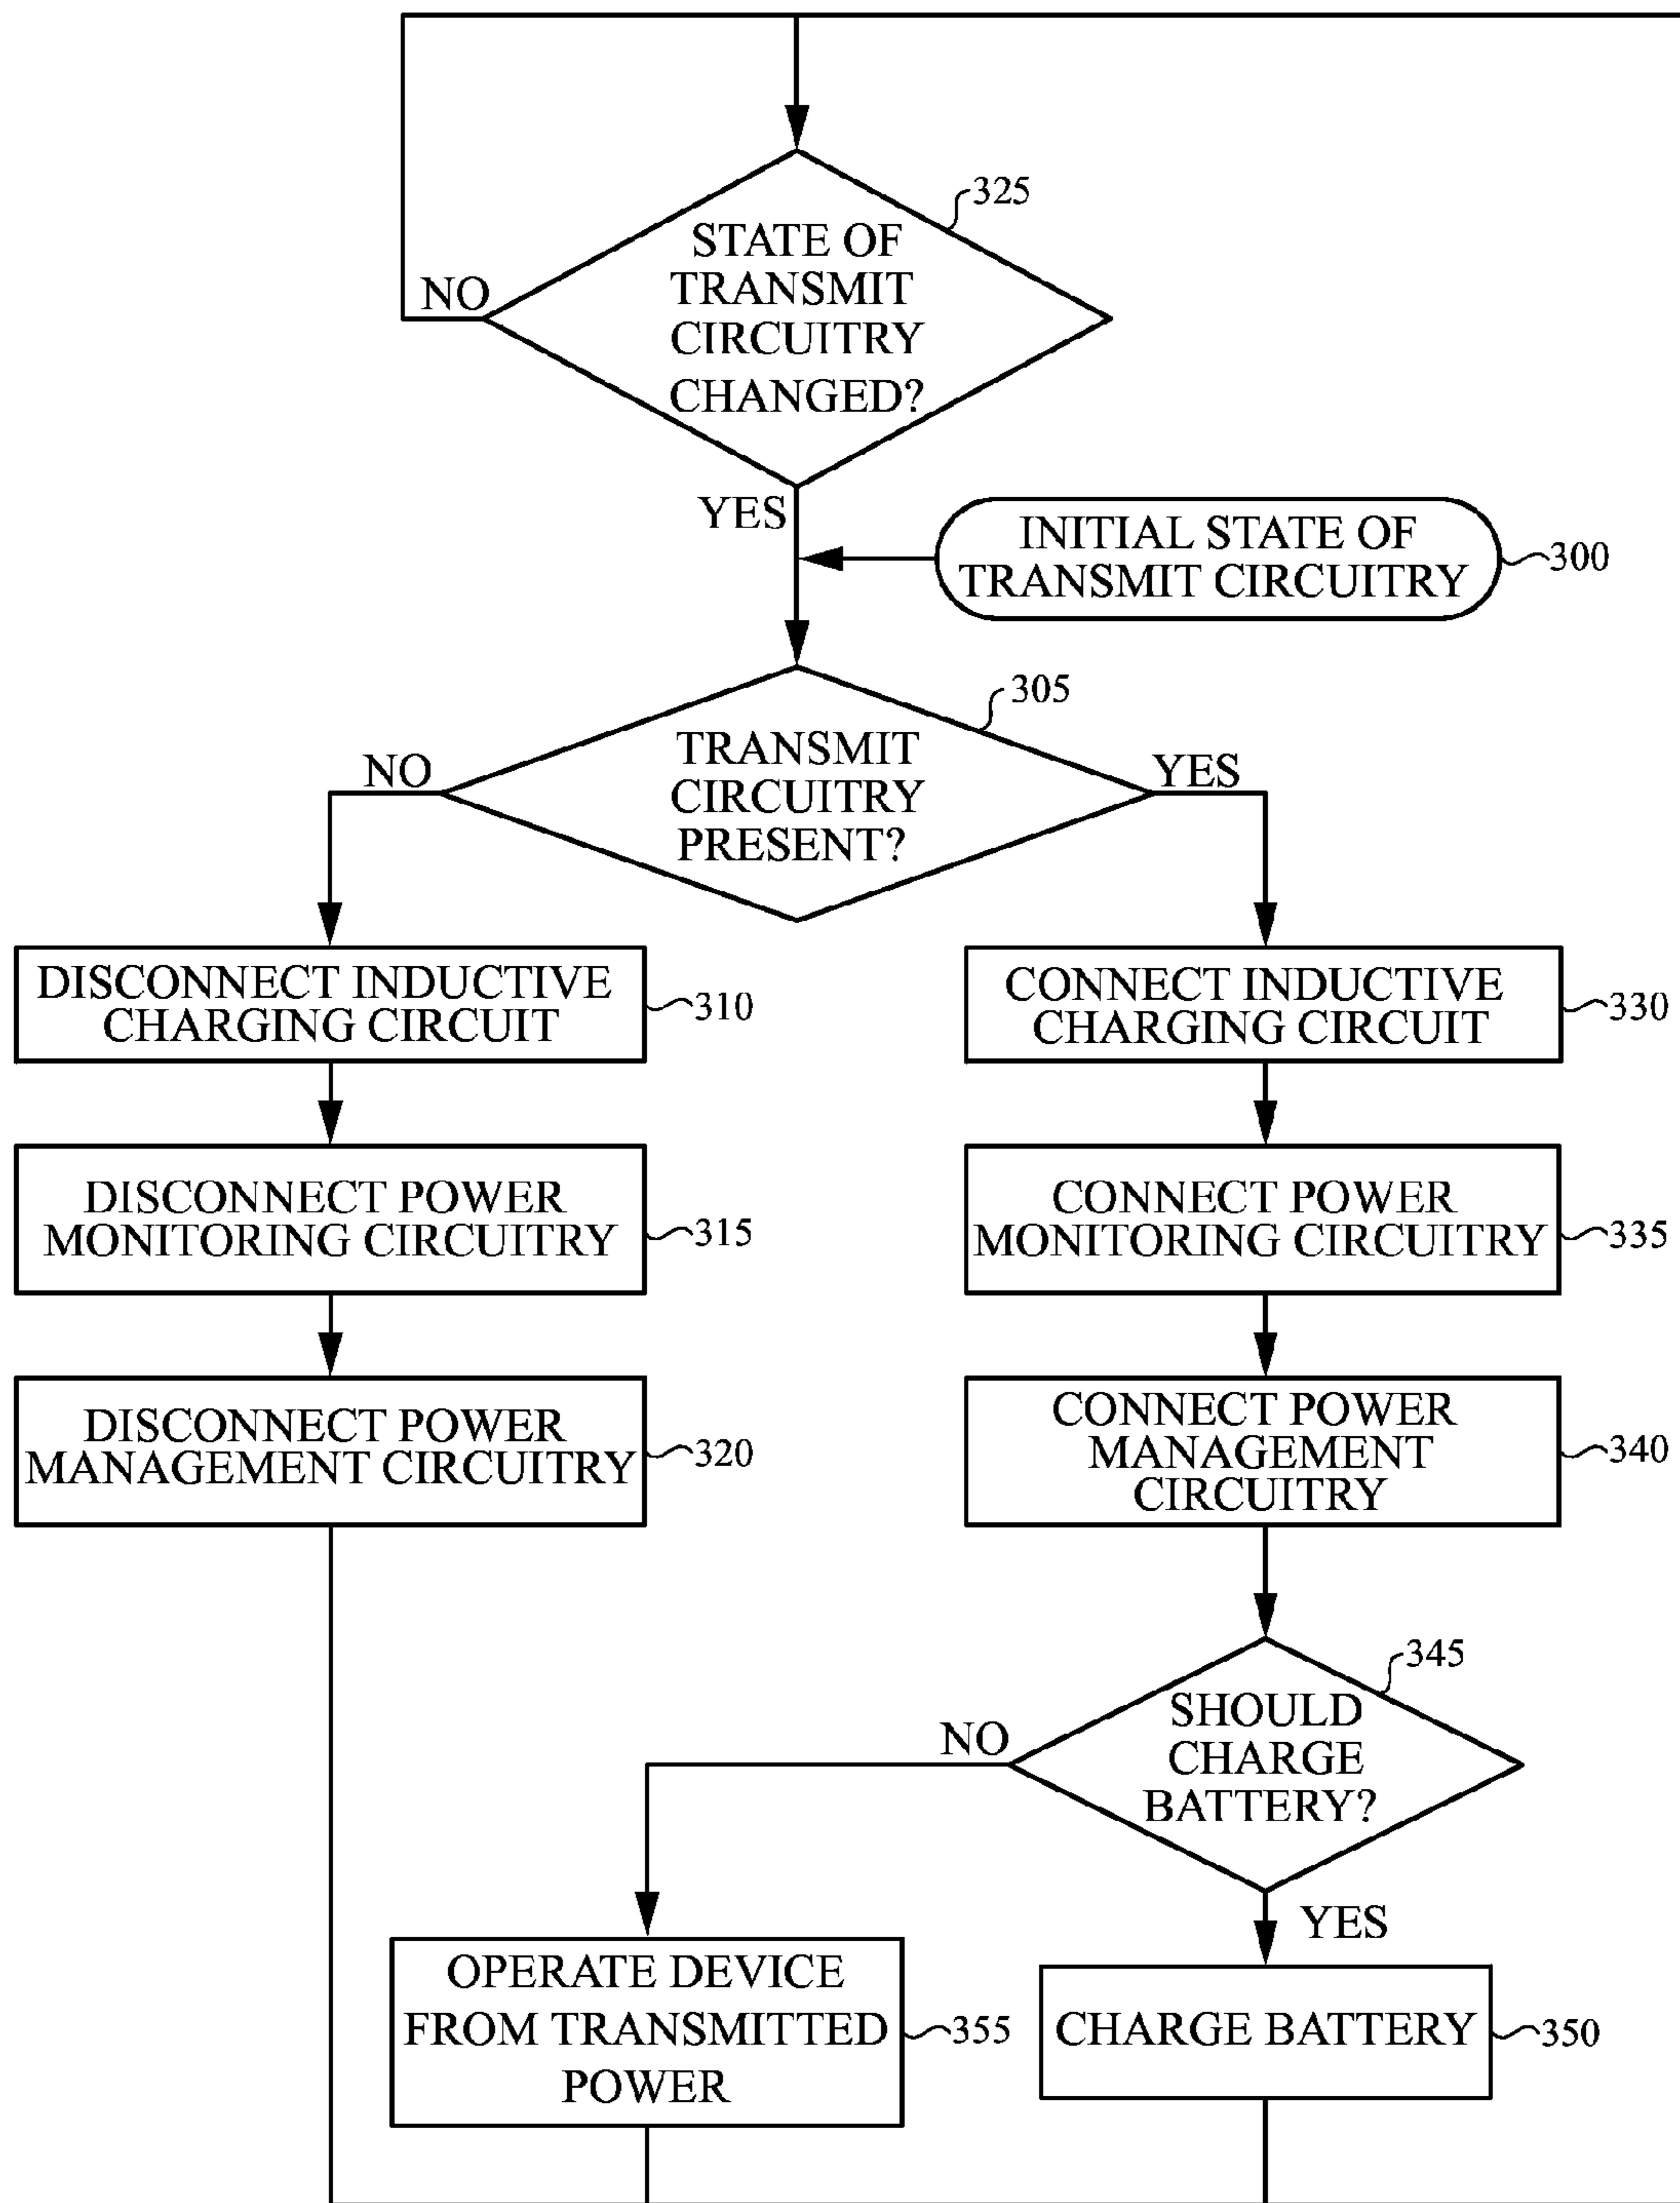 325
STATE OF
TRANSMIT
CIRCUITRY
CHANGED?
NO
YES
INITIAL STATE OF
TRANSMIT CIRCUITRY
300
305
TRANSMIT
CIRCUITRY
PRESENT?
NO
YES
DISCONNECT INDUCTIVE
CHARGING CIRCUIT
310
CONNECT INDUCTIVE
CHARGING CIRCUIT
330
DISCONNECT POWER
MONITORING CIRCUITRY
315
CONNECT POWER
MONITORING CIRCUITRY
335
DISCONNECT POWER
MANAGEMENT CIRCUITRY
320
CONNECT POWER
MANAGEMENT
CIRCUITRY
340
345
SHOULD
CHARGE
BATTERY?
NO
YES
OPERATE DEVICE
FROM TRANSMITTED
POWER
355
CHARGE BATTERY
350